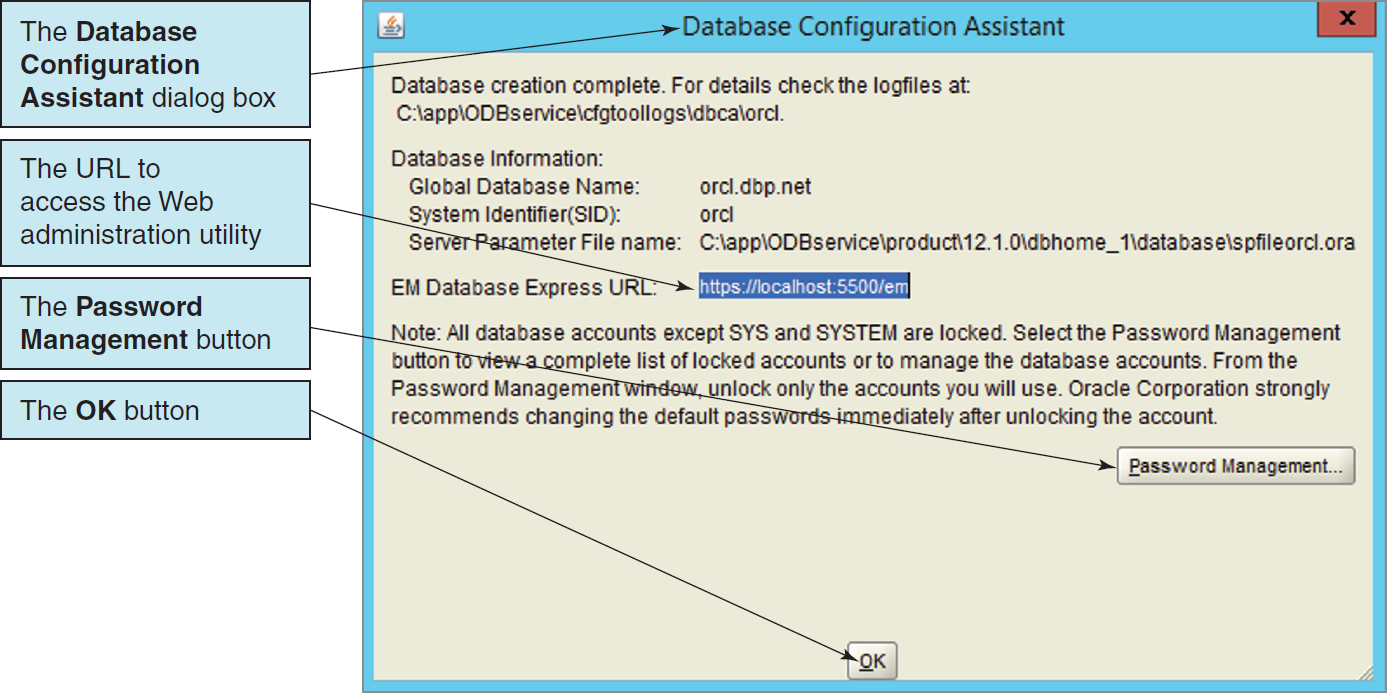 The Database
Configuration
Assistant dialog box
The URL to
access the Web
administration utility
The Password
Management button
The OK button
Database Configuration Assistant
x
Database creation complete. For details check the logfiles at:
C:\app\ODBservice\cfgtoollogs\dbca\orcl.
Database Information:
Global Database Name: orcl.dbp.net
System Identifier(SID): orcl
Server Parameter File name: C:\app\ODBservice\product\12.1.0\dbhome_1\database\spfileorcl.ora
EM Database Express URL: https://localhost:5500/em
Note: All database accounts except SYS and SYSTEM are locked. Select the Password Management
button to view a complete list of locked accounts or to manage the database accounts. From the
Password Management window, unlock only the accounts you will use. Oracle Corporation strongly
recommends changing the default passwords immediately after unlocking the account.
Password Management...
OK